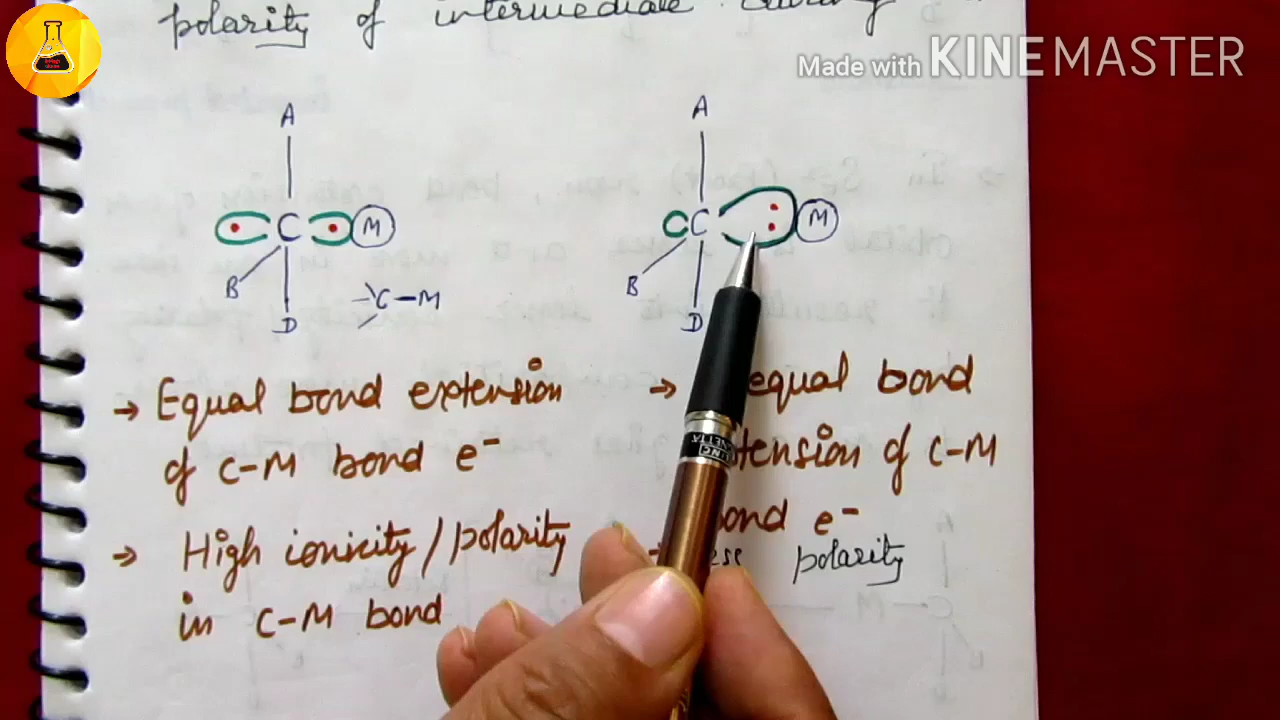 polarity of intermediate
Made with KINEMASTER
A
C M
B
D
C-M
A
C M
B
D
→ Equal bond extension
of C-M bond e⁻
→ High ionicity/polarity
in C-M bond
→ equal bond
tension of C-M
bond e⁻
polarity